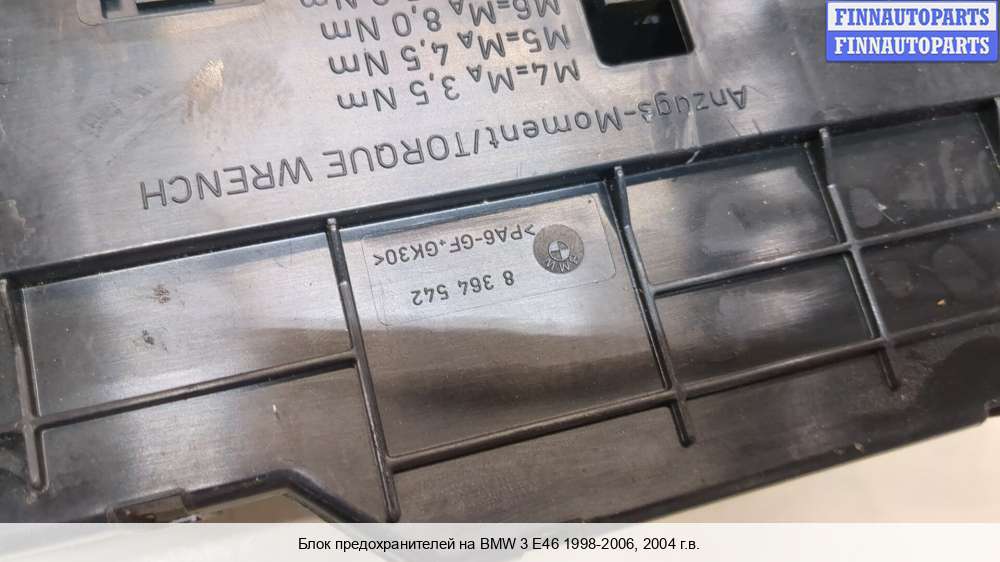 FINNAUTOPARTS
FINNAUTOPARTS
Anzugs-Moment/TORQUE WRENCH
M4=MA 3,5 Nm
M5=MA 4,5 Nm
M6=MA 8,0 Nm
8 364 542
BMW
>PA6-GF+GK30<
Блок предохранителей на BMW 3 E46 1998-2006, 2004 г.в.